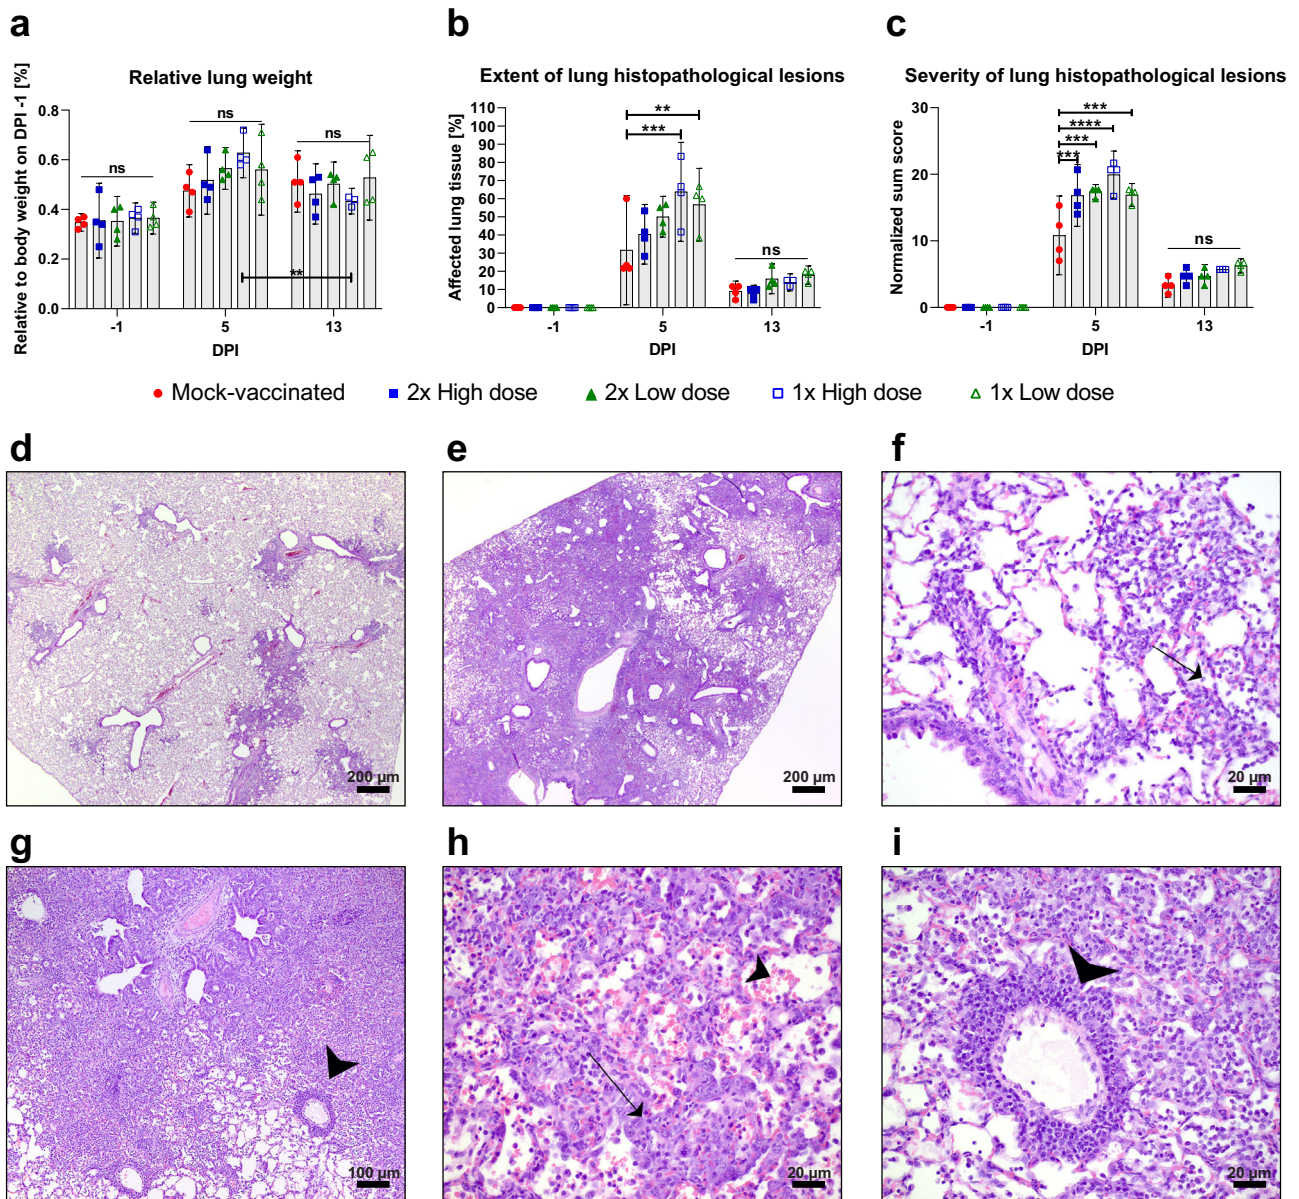 a
b
c
Relative lung weight
Extent of lung histopathological lesions
Severity of lung histopathological lesions
Relative to body weight on DPI -1 [%]
0.8
0.6
0.4
0.2
0.0
ns
ns
ns
**
-1
5
13
DPI
Affected lung tissue [%]
110
100
90
80
70
60
50
40
30
20
10
0
**
***
ns
-1
5
13
DPI
Normalized sum score
30
20
10
0
***
****
***
***
ns
-1
5
13
DPI
Mock-vaccinated
2x High dose
2x Low dose
1x High dose
1x Low dose
d
e
f
200 µm
200 µm
20 µm
g
h
i
100 µm
20 µm
20 µm